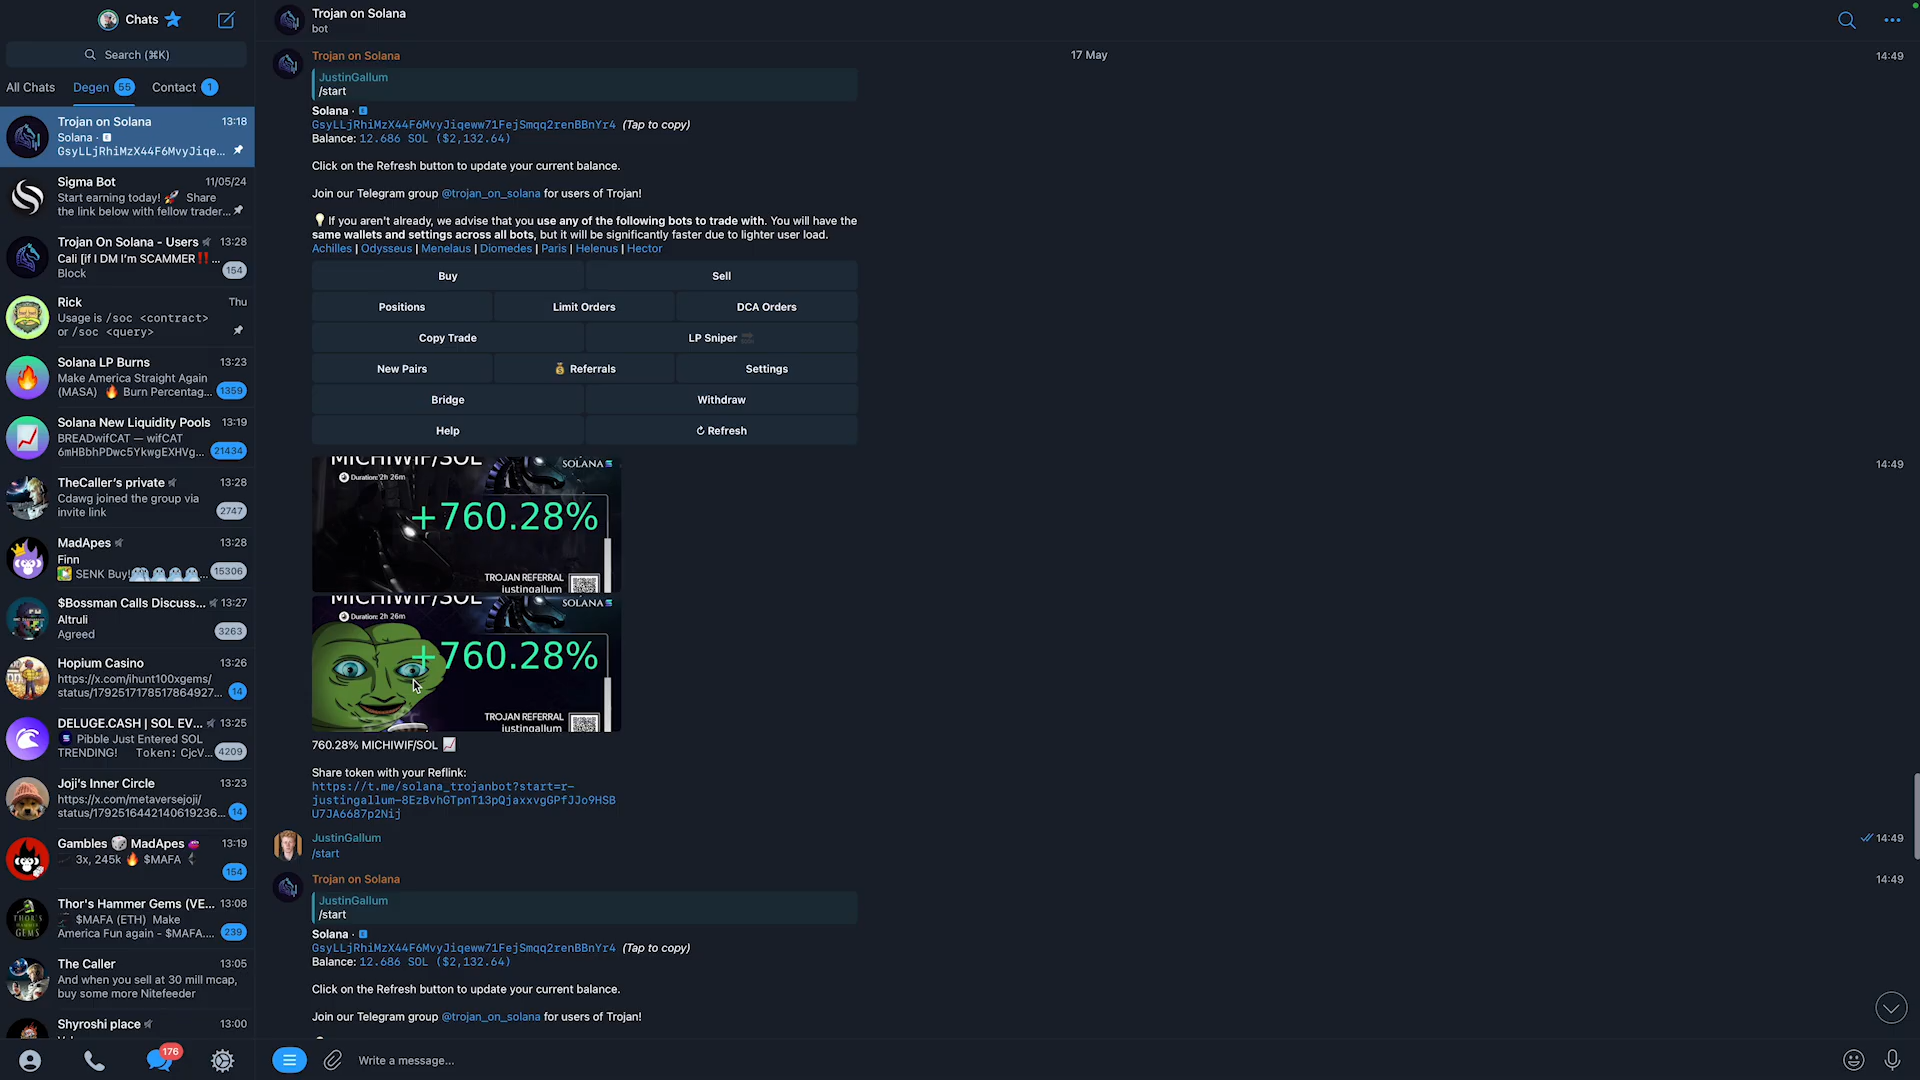 Chats
Search (⌘K)
All Chats
Degen 55
Contact 1
Trojan on Solana 13:18
Solana ·
GsyLLjRhiMzX44F6MvyJiqe...
Sigma Bot 11/05/24
Start earning today! 🚀 Share
the link below with fellow trader...
Trojan On Solana - Users 13:28
Cali [if I DM I'm SCAMMER‼️...
Block 154
Rick Thu
Usage is /soc <contract>
or /soc <query>
Solana LP Burns 13:23
Make America Straight Again
(MASA) 🔥 Burn Percentag... 1359
Solana New Liquidity Pools 13:19
BREADwifCAT — wifCAT
6mHBbhPDwc5YkwgEXHVg... 21434
TheCaller's private 13:28
Cdawg joined the group via
invite link 2747
MadApes 13:28
Finn
SENK Buy!... 15306
$Bossman Calls Discuss... 13:27
Altruli
Agreed 3263
Hopium Casino 13:26
https://x.com/ihunt100xgems/
status/1792517178517864927... 14
DELUGE.CASH | SOL EV... 13:25
Pibble Just Entered SOL
TRENDING! Token: CjcV... 4209
Joji's Inner Circle 13:23
https://x.com/metaversejoji/
status/1792516442140619236... 14
Gambles 🎲 MadApes 13:19
3x, 245k 🔥 $MAFA
154
THOR'S HAMMER GEMS
Thor's Hammer Gems (VE... 13:08
$MAFA (ETH) Make
America Fun again - $MAFA.... 239
The Caller 13:05
And when you sell at 30 mill mcap,
buy some more Nitefeeder
Shyroshi place 13:00
176
Trojan on Solana
bot
17 May
Trojan on Solana 14:49
JustinGallum
/start
Solana ·
GsyLLjRhiMzX44F6MvyJiqeww71FejSmqq2renBBnYr4 (Tap to copy)
Balance: 12.686 SOL ($2,132.64)
Click on the Refresh button to update your current balance.
Join our Telegram group @trojan_on_solana for users of Trojan!
💡 If you aren't already, we advise that you use any of the following bots to trade with. You will have the
same wallets and settings across all bots, but it will be significantly faster due to lighter user load.
Achilles | Odysseus | Menelaus | Diomedes | Paris | Helenus | Hector
Buy Sell
Positions Limit Orders DCA Orders
Copy Trade LP Sniper
New Pairs 💰 Referrals Settings
Bridge Withdraw
Help ↻ Refresh
14:49
MICHIWIF/SOL SOLANA
Duration: 2h 26m
+760.28%
TROJAN REFERRAL
justingallum
MICHIWIF/SOL SOLANA
Duration: 2h 26m
+760.28%
TROJAN REFERRAL
justingallum
760.28% MICHIWIF/SOL 📈
Share token with your Reflink:
https://t.me/solana_trojanbot?start=r-
justingallum-8EzBvhGTpnT13pQjaxxvgGPfJJo9HSB
U7JA6687p2Nij
JustinGallum 14:49
/start
Trojan on Solana 14:49
JustinGallum
/start
Solana ·
GsyLLjRhiMzX44F6MvyJiqeww71FejSmqq2renBBnYr4 (Tap to copy)
Balance: 12.686 SOL ($2,132.64)
Click on the Refresh button to update your current balance.
Join our Telegram group @trojan_on_solana for users of Trojan!
Write a message...